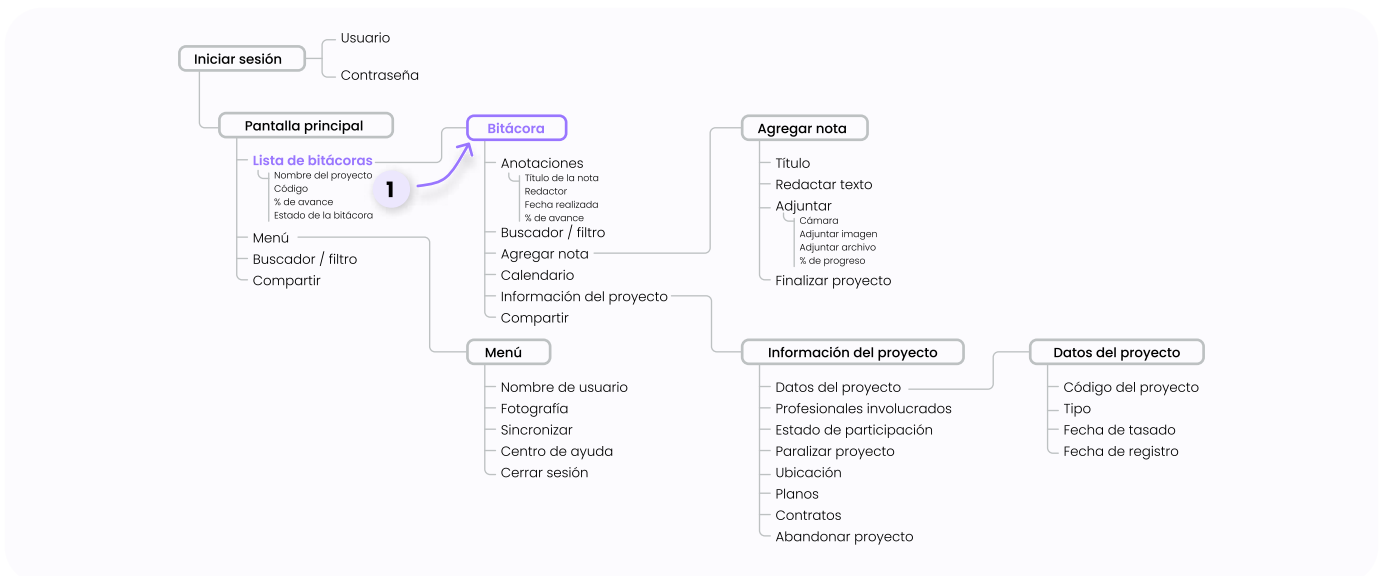 Iniciar sesión
Usuario
Contraseña
Pantalla principal
Lista de bitácoras
Nombre del proyecto
Código
% de avance
Estado de la bitácora
Menú
Buscador / filtro
Compartir
1
Bitácora
Anotaciones
Título de la nota
Redactor
Fecha realizada
% de avance
Buscador / filtro
Agregar nota
Calendario
Información del proyecto
Compartir
Agregar nota
Título
Redactar texto
Adjuntar
Cámara
Adjuntar imagen
Adjuntar archivo
% de progreso
Finalizar proyecto
Menú
Nombre de usuario
Fotografía
Sincronizar
Centro de ayuda
Cerrar sesión
Información del proyecto
Datos del proyecto
Profesionales involucrados
Estado de participación
Paralizar proyecto
Ubicación
Planos
Contratos
Abandonar proyecto
Datos del proyecto
Código del proyecto
Tipo
Fecha de tasado
Fecha de registro